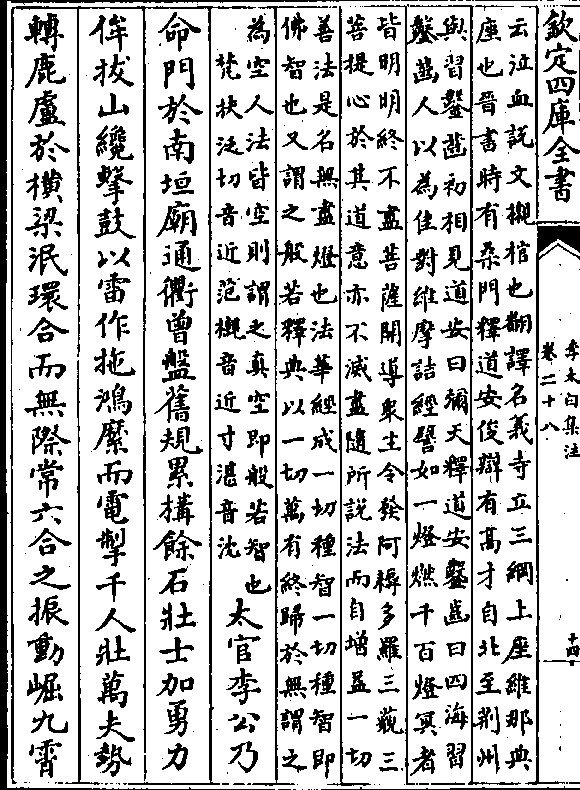 欽定四庫全書
李太白集注
卷二十八
十四
云泣血說文櫬棺也翻譯名義寺立三綱上座維那典
座也晉書時有桑門釋道安俊辯有高才自北至荆州
與習鑿齒初相見道安曰彌天釋道安鑿齒曰四海習
鑿齒人以為佳對維摩詰經譬如一燈燃千百燈冥者
皆明明終不盡菩薩開導衆生令發阿耨多羅三藐三
菩提心於其道意亦不滅盡隨所說法而自增益一切
善法是名無盡燈也法華經成一切種智一切種智即
佛智也又謂之般若釋典以一切萬有終歸於無謂之
為空人法皆空則謂之真空即般若智也
梵扶泛切音近范櫬音近寸湛音沈
太官李公乃
命門於南垣廟通衢曾盤舊規累構餘石壯士加勇力
侔拔山纔擊鼓以雷作拖鴻縻而電掣千人壯萬夫勢
轉鹿盧於橫梁泯環合而無際常六合之振動崛九霄